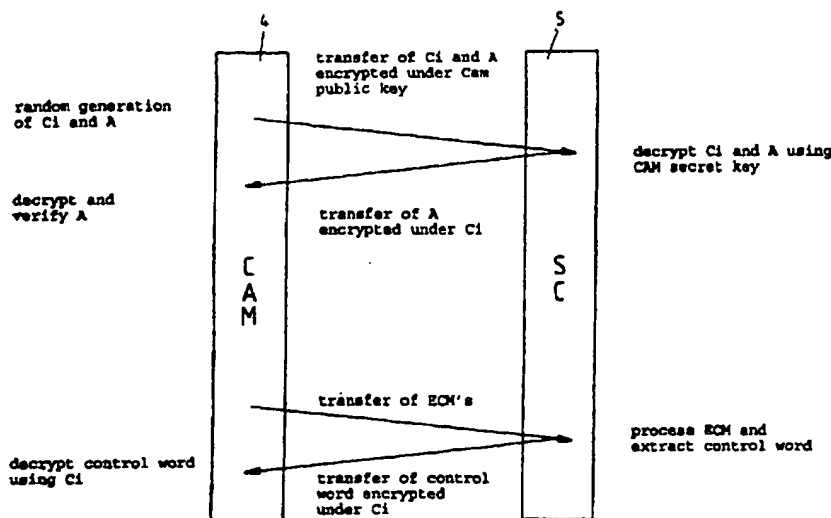 4
5
transfer of Ci and A
encrypted under Cam
public key
random generation
of Ci and A
decrypt Ci and A using
CAM secret key
decrypt and
verify A
transfer of A
encrypted under Ci
CAM
SC
transfer of ECM's
process ECM and
extract control word
decrypt control word
using Ci
transfer of control
word encrypted
under Ci